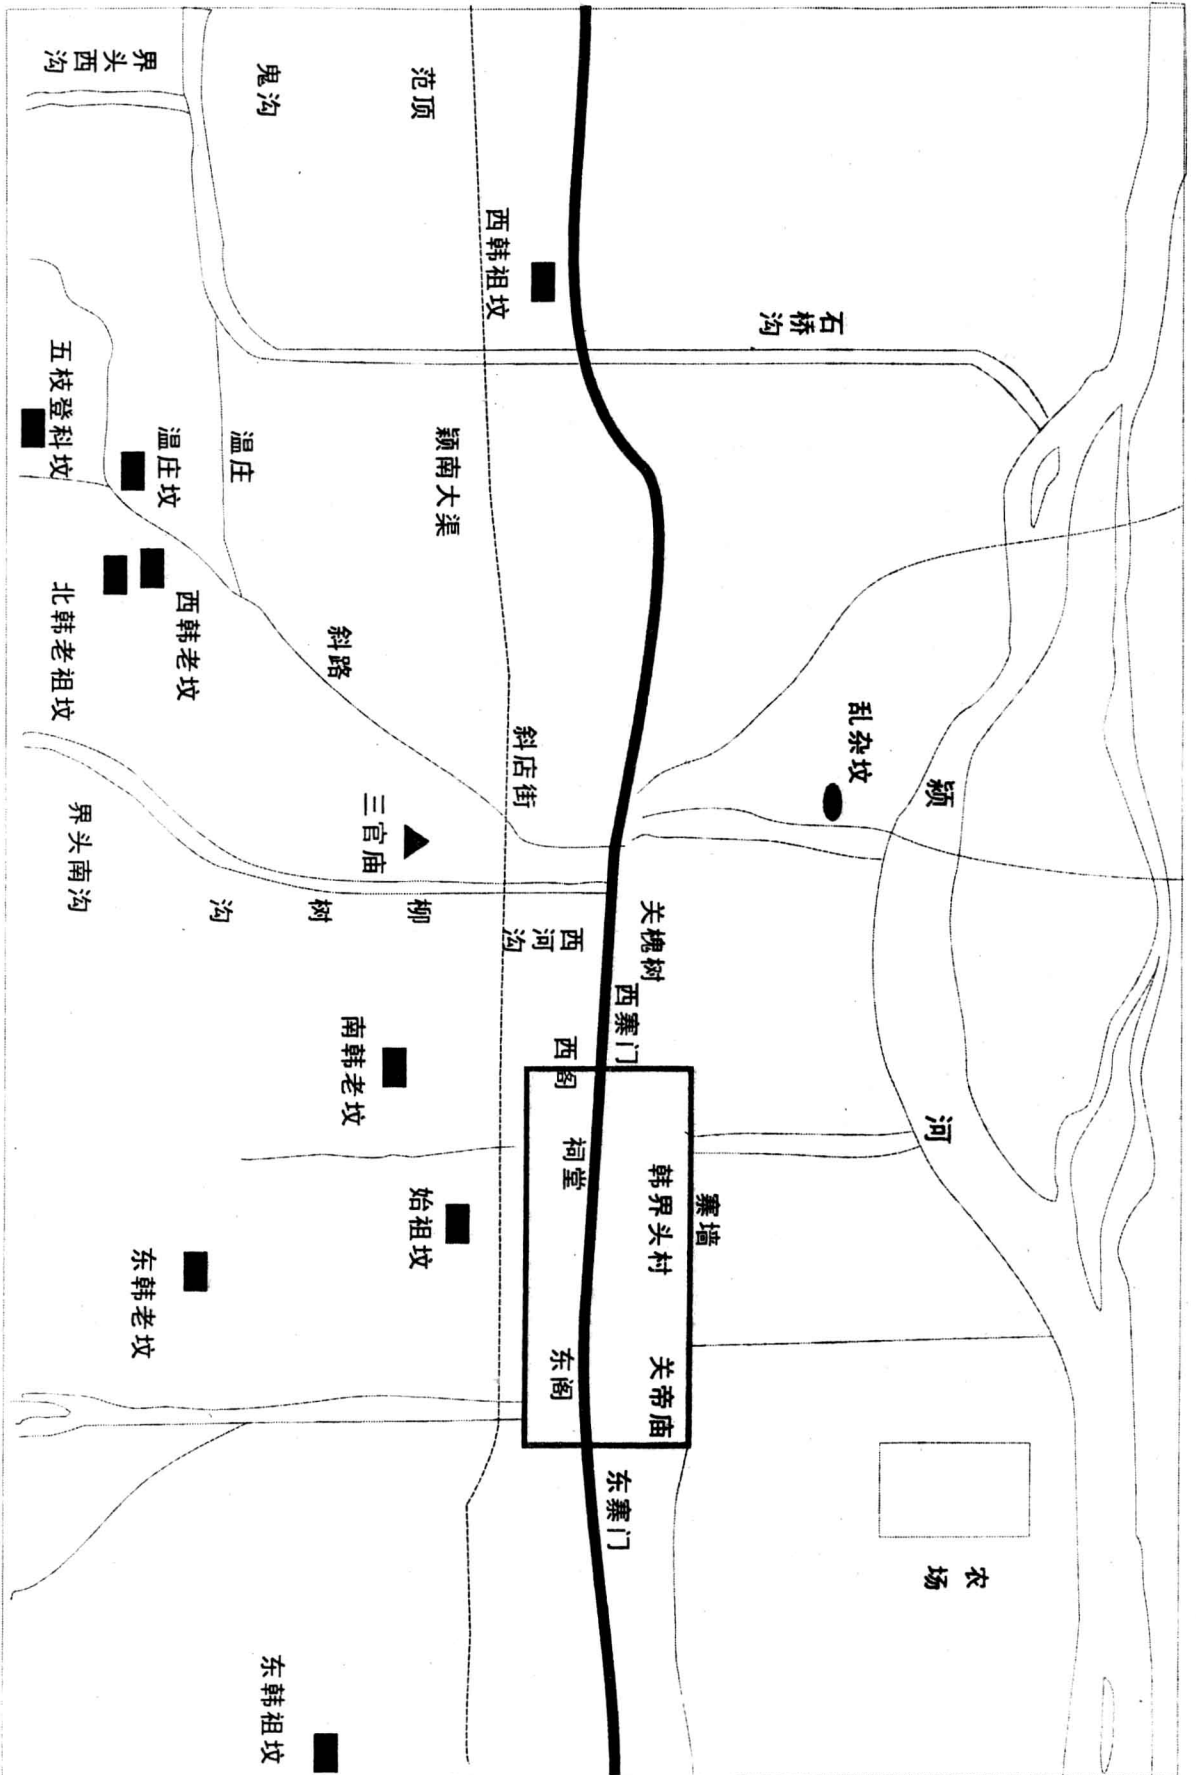 界头西沟
鬼沟
范顶
西韩祖坟
石桥沟
五枝登科坟
温庄坟
温庄
颖南大渠
北韩老祖坟
西韩老坟
斜路
斜店街
乱杂坟
颍
河
三官庙
界头南沟
柳树沟
西河沟
关槐树
西寨门
西阁
南韩老坟
祠堂
韩界头村
寨墙
始祖坟
东韩老坟
东阁
关帝庙
东寨门
农场
东韩祖坟